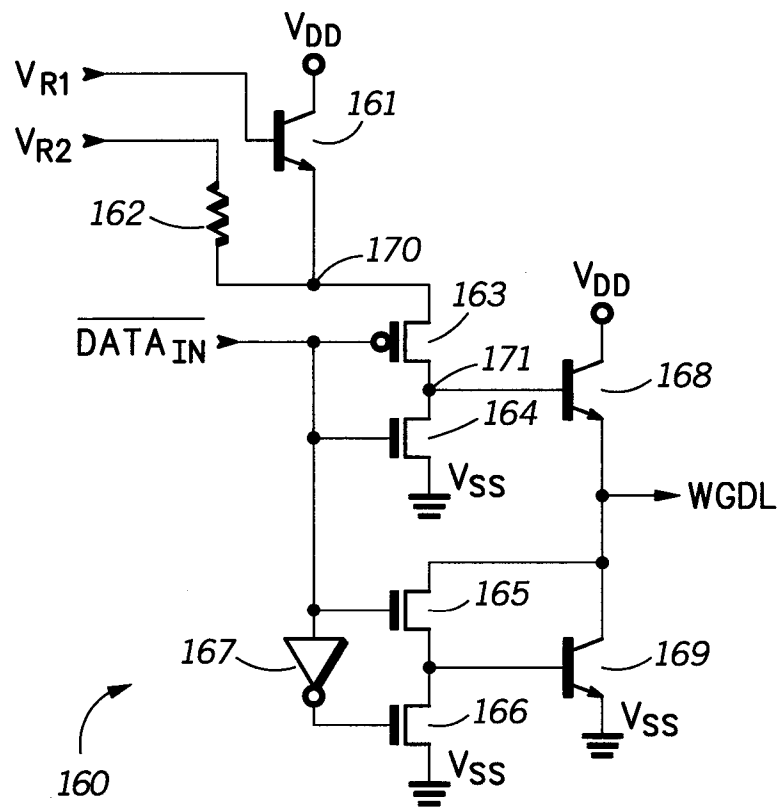 VDD
VR1
161
VR2
162
170
VDD
163
DATAIN
171
168
164
VSS
WGDL
165
167
169
166
VSS
VSS
160